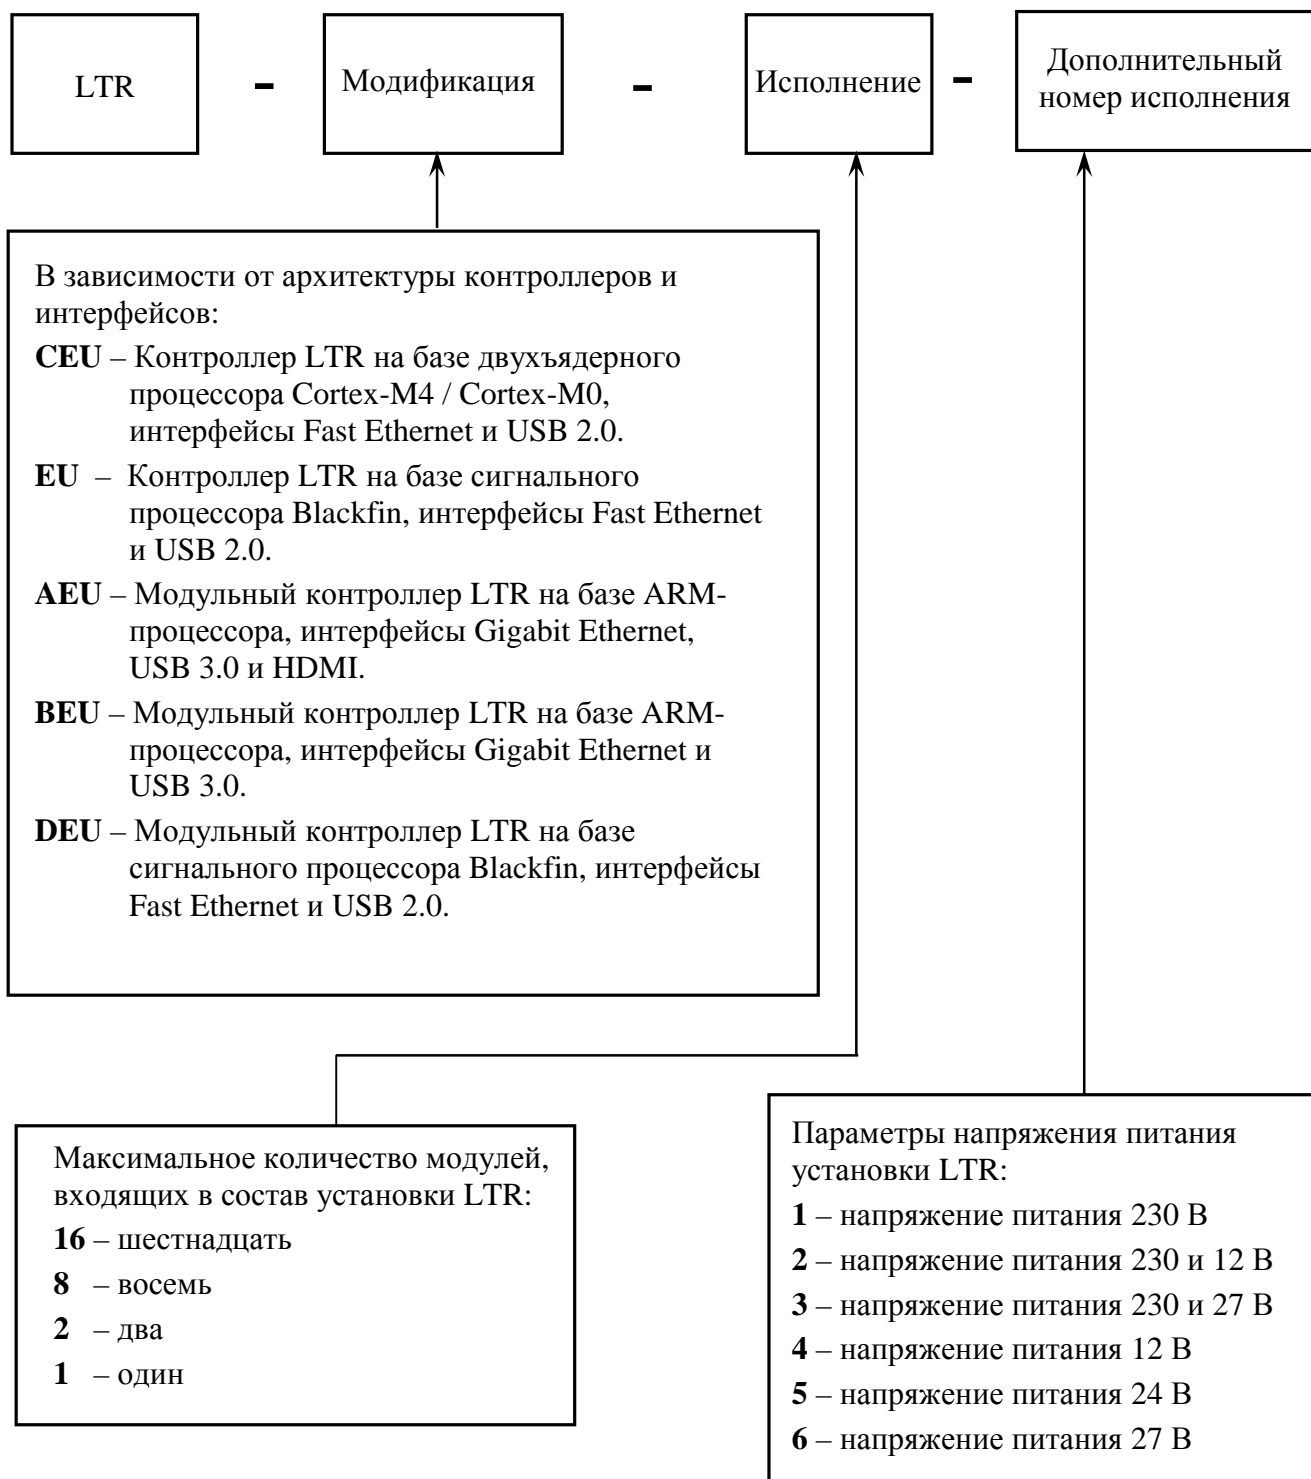 LTR
-
Модификация
-
Исполнение
-
Дополнительный
номер исполнения
В зависимости от архитектуры контроллеров и
интерфейсов:
CEU – Контроллер LTR на базе двухъядерного
процессора Cortex-M4 / Cortex-M0,
интерфейсы Fast Ethernet и USB 2.0.
EU – Контроллер LTR на базе сигнального
процессора Blackfin, интерфейсы Fast Ethernet
и USB 2.0.
AEU – Модульный контроллер LTR на базе ARM-
процессора, интерфейсы Gigabit Ethernet,
USB 3.0 и HDMI.
BEU – Модульный контроллер LTR на базе ARM-
процессора, интерфейсы Gigabit Ethernet и
USB 3.0.
DEU – Модульный контроллер LTR на базе
сигнального процессора Blackfin, интерфейсы
Fast Ethernet и USB 2.0.
Максимальное количество модулей,
входящих в состав установки LTR:
16 – шестнадцать
8 – восемь
2 – два
1 – один
Параметры напряжения питания
установки LTR:
1 – напряжение питания 230 В
2 – напряжение питания 230 и 12 В
3 – напряжение питания 230 и 27 В
4 – напряжение питания 12 В
5 – напряжение питания 24 В
6 – напряжение питания 27 В